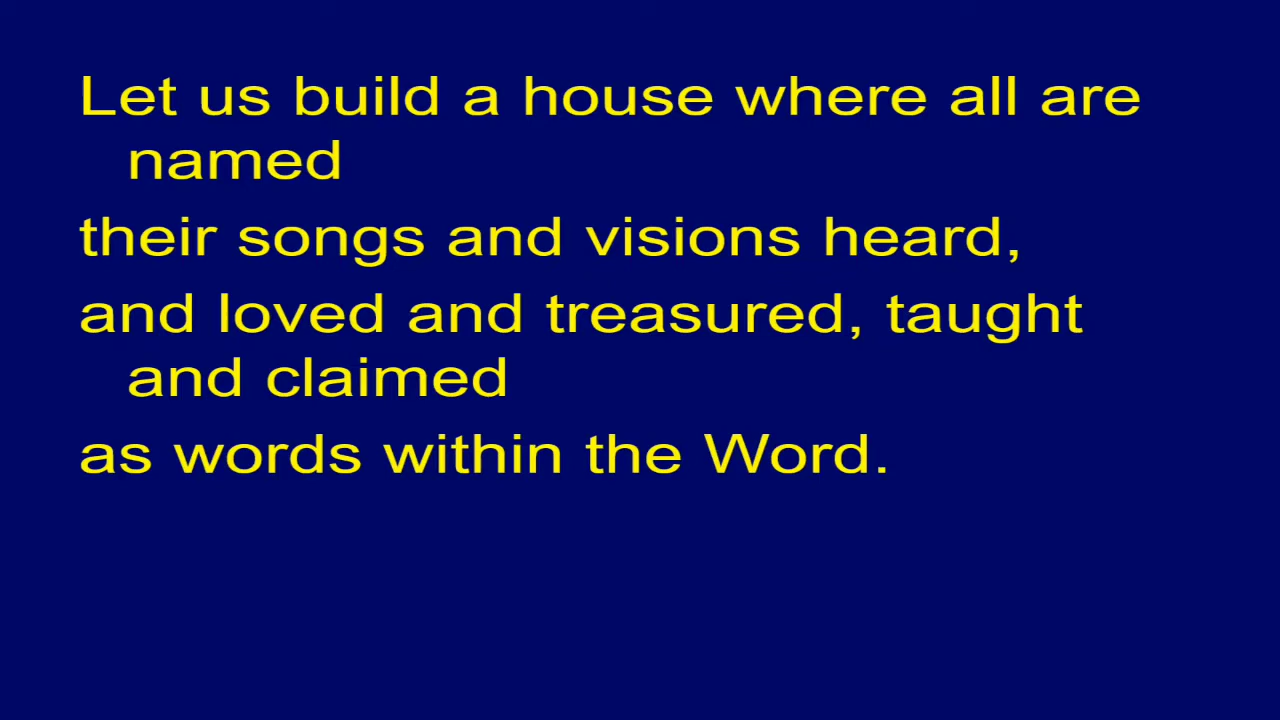 Let us build a house where all are
named
their songs and visions heard,
and loved and treasured, taught
and claimed
as words within the Word.